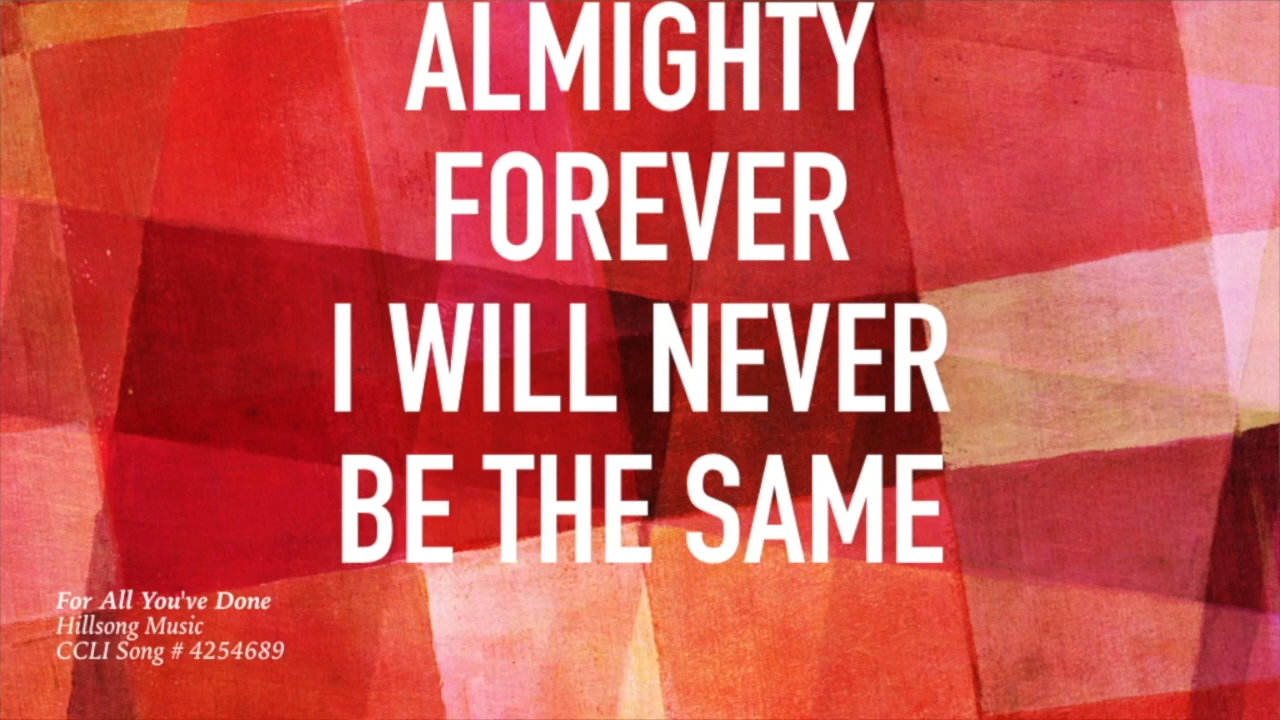 ALMIGHTY
FOREVER
I WILL NEVER
BE THE SAME
For All You've Done
Hillsong Music
CCLI Song # 4254689